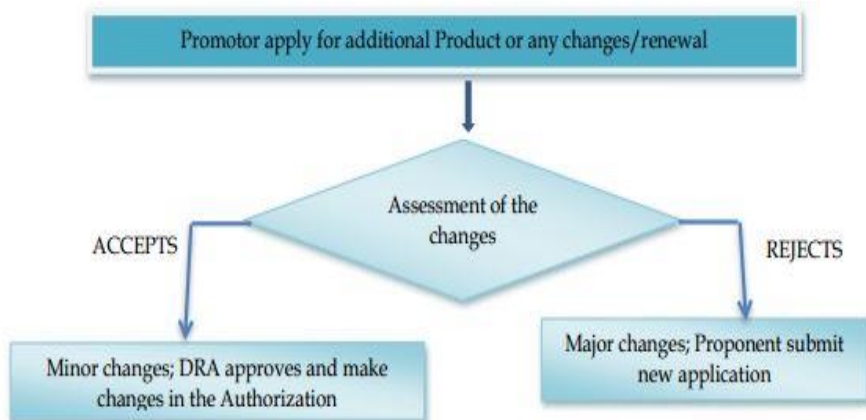 Promotor apply for additional Product or any changes/renewal
Assessment of the
changes
ACCEPTS
REJECTS
Minor changes; DRA approves and make
changes in the Authorization
Major changes; Proponent submit
new application